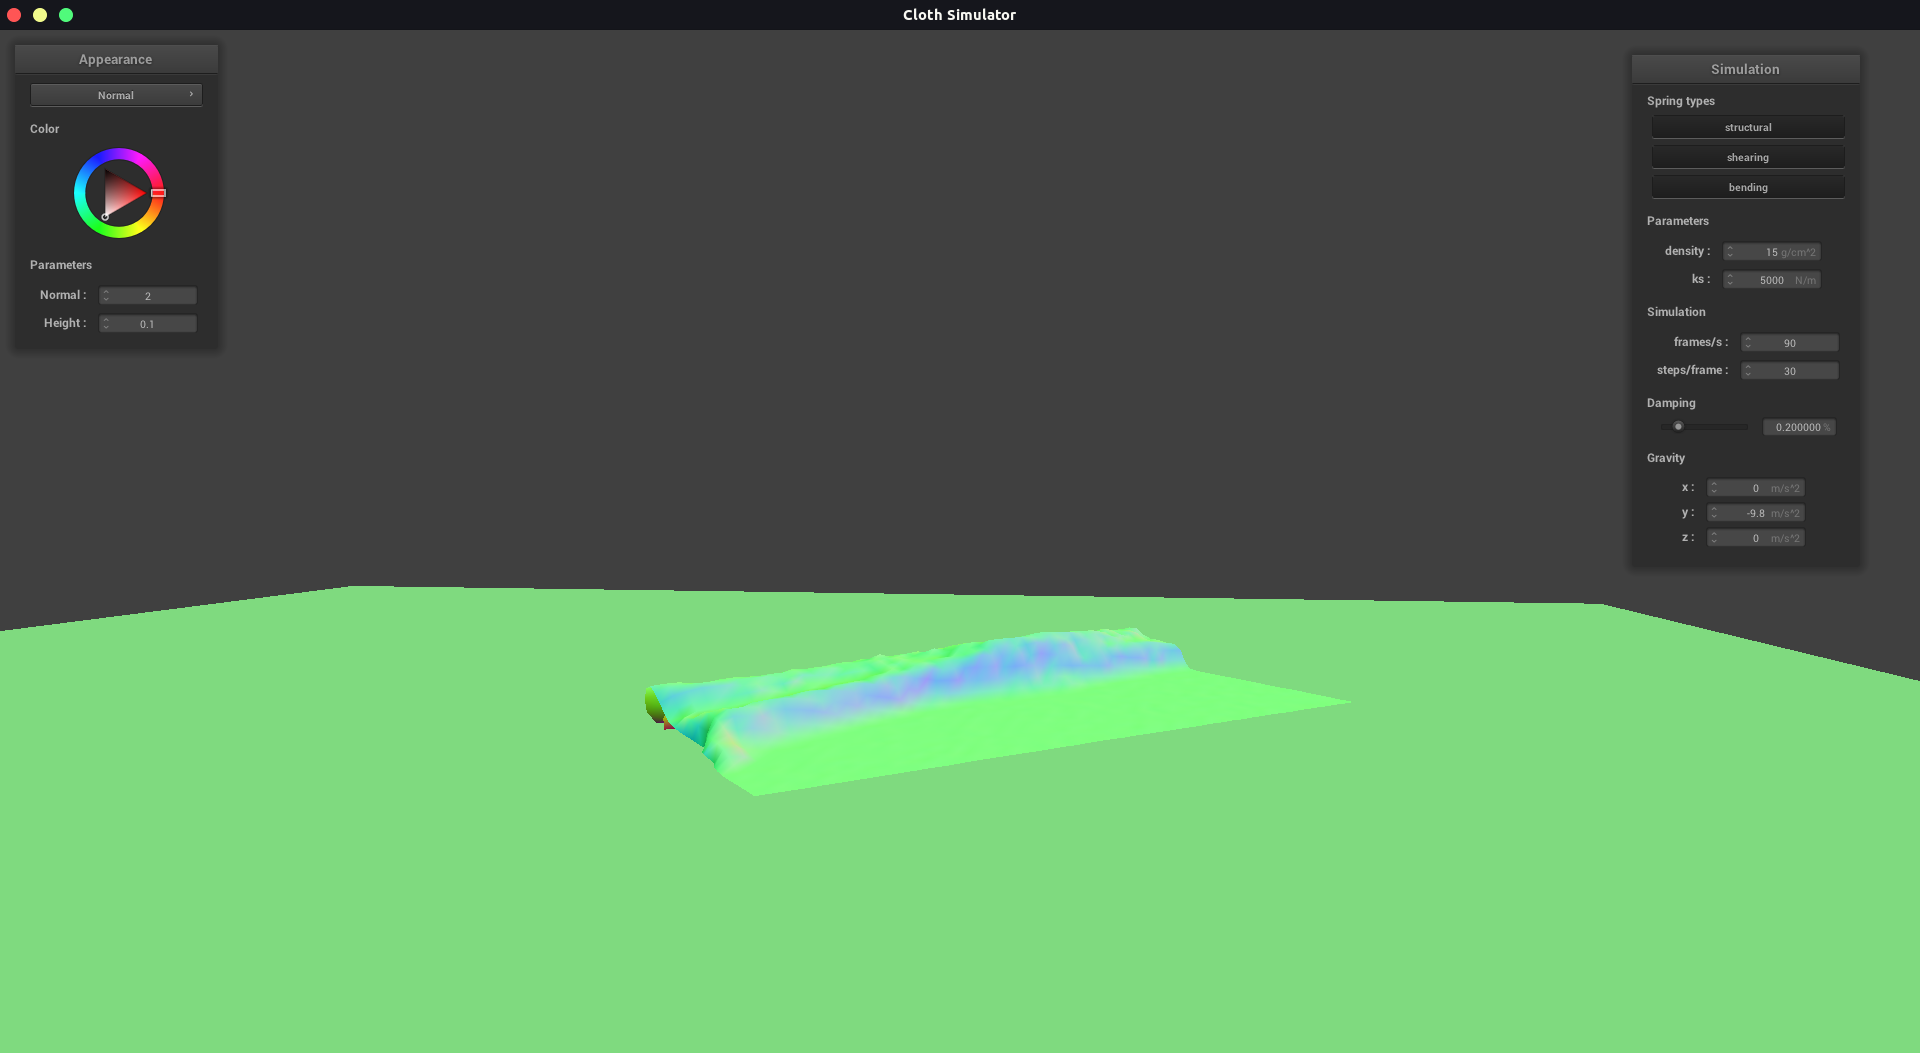 Cloth Simulator
Appearance
Normal
Color
Parameters
Normal : 2
Height : 0.1
Simulation
Spring types
structural
shearing
bending
Parameters
density : 15 g/cm^2
ks : 5000 N/m
Simulation
frames/s : 90
steps/frame : 30
Damping
0.200000 %
Gravity
x : 0 m/s^2
y : -9.8 m/s^2
z : 0 m/s^2